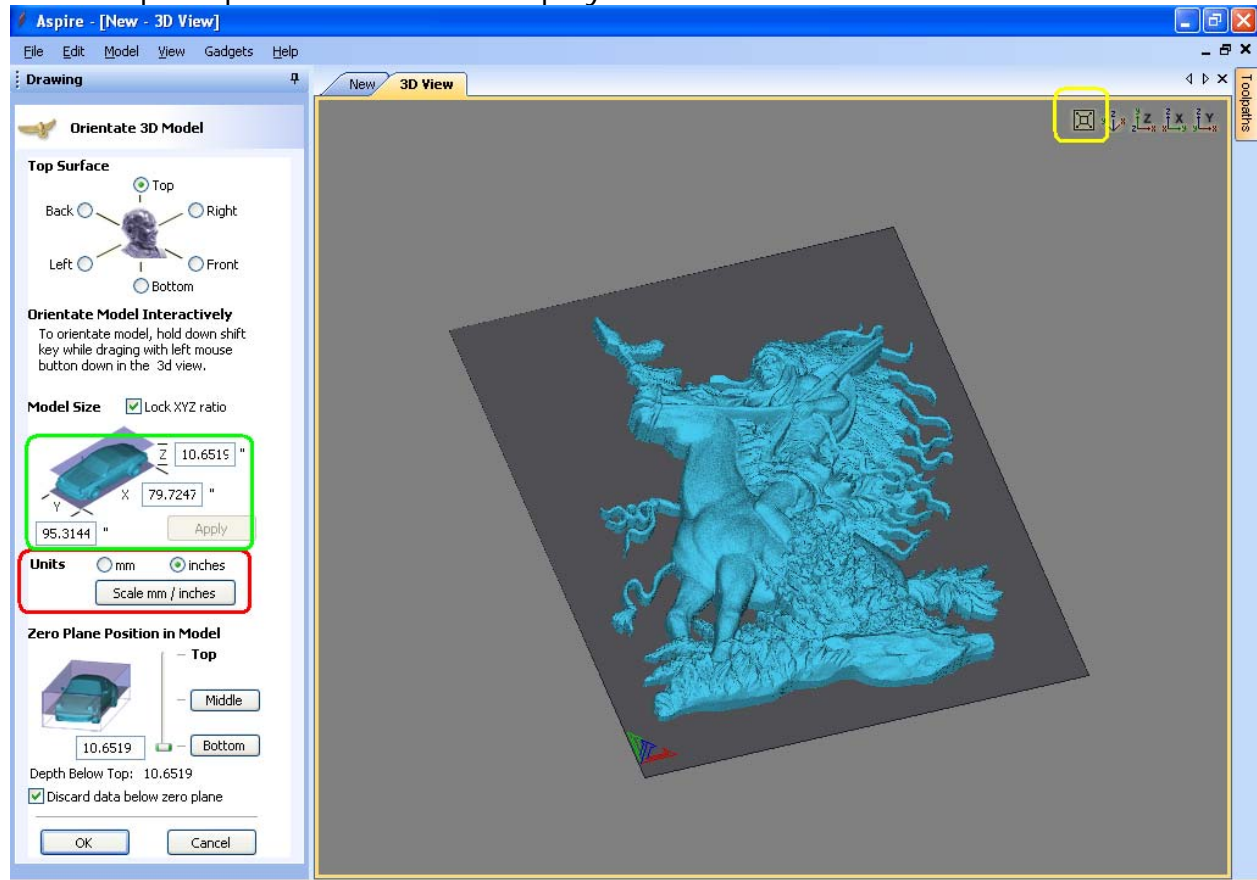 Aspire - [New - 3D View]
File Edit Model View Gadgets Help
Drawing
New 3D View
Toolpaths
Orientate 3D Model
Top Surface
Top
Back Right
Left Front
Bottom
Orientate Model Interactively
To orientate model, hold down shift
key while draging with left mouse
button down in the 3d view.
Model Size Lock XYZ ratio
Z 10.6519 "
X 79.7247 "
Y
95.3144 " Apply
Units mm inches
Scale mm / inches
Zero Plane Position in Model
Top
Middle
10.6519 Bottom
Depth Below Top: 10.6519
Discard data below zero plane
OK Cancel